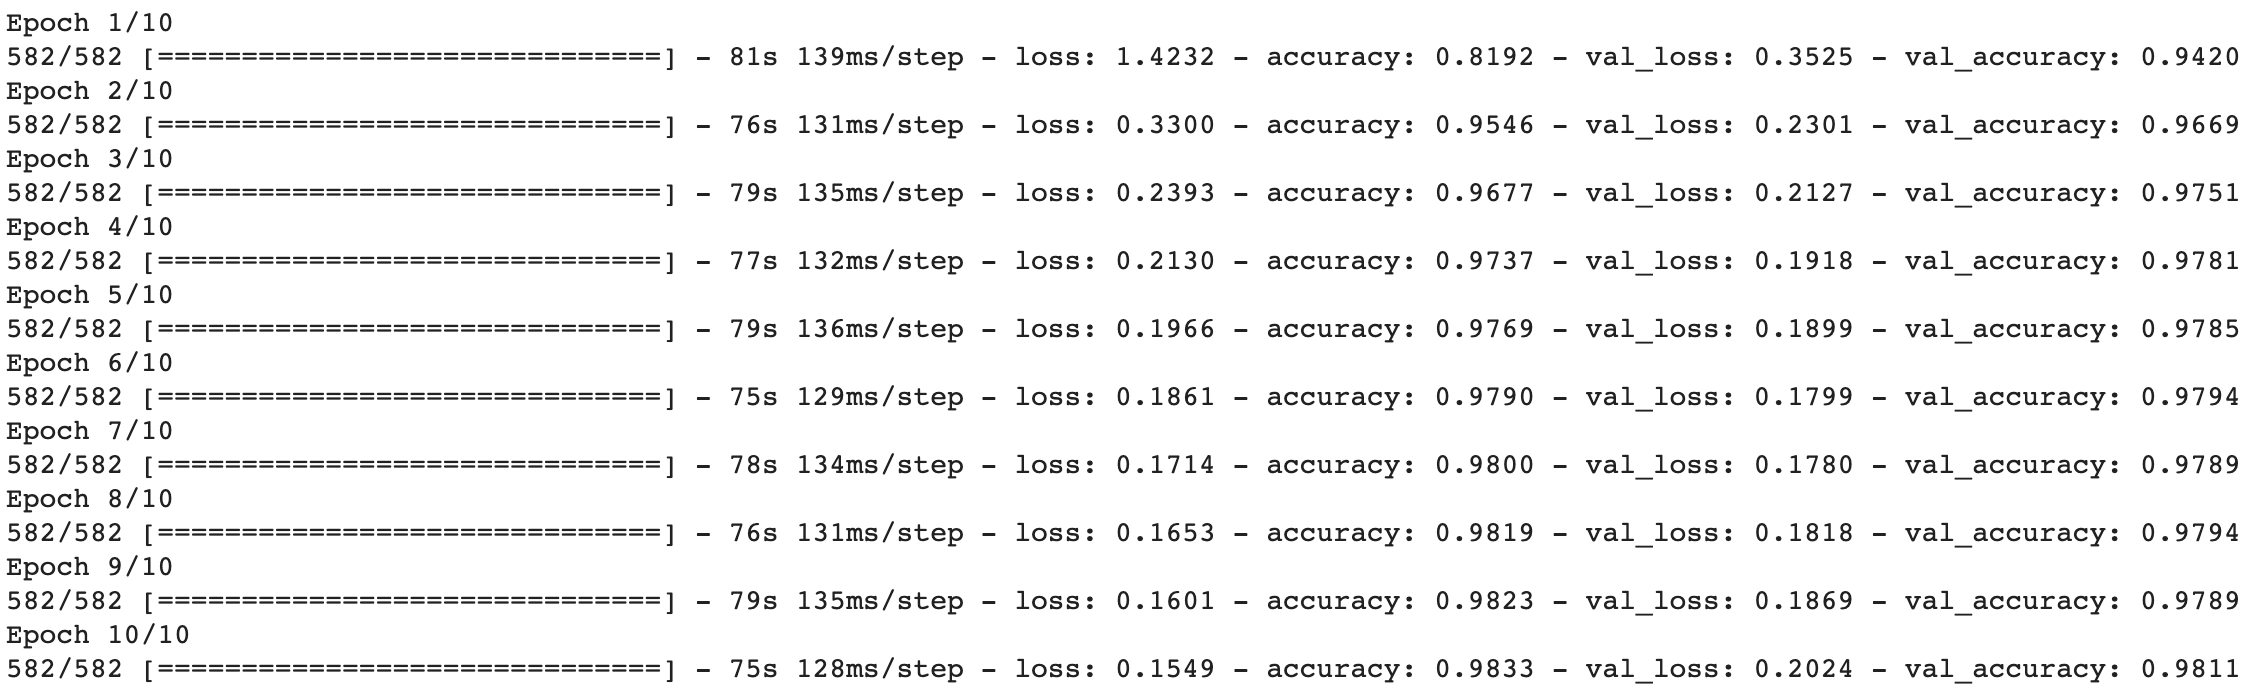 Epoch 1/10
582/582 [==============================] - 81s 139ms/step - loss: 1.4232 - accuracy: 0.8192 - val_loss: 0.3525 - val_accuracy: 0.9420
Epoch 2/10
582/582 [==============================] - 76s 131ms/step - loss: 0.3300 - accuracy: 0.9546 - val_loss: 0.2301 - val_accuracy: 0.9669
Epoch 3/10
582/582 [==============================] - 79s 135ms/step - loss: 0.2393 - accuracy: 0.9677 - val_loss: 0.2127 - val_accuracy: 0.9751
Epoch 4/10
582/582 [==============================] - 77s 132ms/step - loss: 0.2130 - accuracy: 0.9737 - val_loss: 0.1918 - val_accuracy: 0.9781
Epoch 5/10
582/582 [==============================] - 79s 136ms/step - loss: 0.1966 - accuracy: 0.9769 - val_loss: 0.1899 - val_accuracy: 0.9785
Epoch 6/10
582/582 [==============================] - 75s 129ms/step - loss: 0.1861 - accuracy: 0.9790 - val_loss: 0.1799 - val_accuracy: 0.9794
Epoch 7/10
582/582 [==============================] - 78s 134ms/step - loss: 0.1714 - accuracy: 0.9800 - val_loss: 0.1780 - val_accuracy: 0.9789
Epoch 8/10
582/582 [==============================] - 76s 131ms/step - loss: 0.1653 - accuracy: 0.9819 - val_loss: 0.1818 - val_accuracy: 0.9794
Epoch 9/10
582/582 [==============================] - 79s 135ms/step - loss: 0.1601 - accuracy: 0.9823 - val_loss: 0.1869 - val_accuracy: 0.9789
Epoch 10/10
582/582 [==============================] - 75s 128ms/step - loss: 0.1549 - accuracy: 0.9833 - val_loss: 0.2024 - val_accuracy: 0.9811